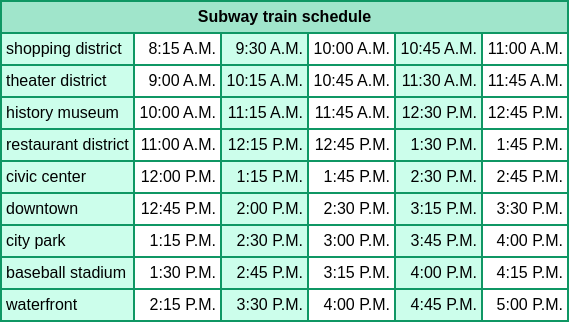 Subway train schedule
shopping district 8:15 A.M. 9:30 A.M. 10:00 A.M. 10:45 A.M. 11:00 A.M.
theater district 9:00 A.M. 10:15 A.M. 10:45 A.M. 11:30 A.M. 11:45 A.M.
history museum 10:00 A.M. 11:15 A.M. 11:45 A.M. 12:30 P.M. 12:45 P.M.
restaurant district 11:00 A.M. 12:15 P.M. 12:45 P.M. 1:30 P.M. 1:45 P.M.
civic center 12:00 P.M. 1:15 P.M. 1:45 P.M. 2:30 P.M. 2:45 P.M.
downtown 12:45 P.M. 2:00 P.M. 2:30 P.M. 3:15 P.M. 3:30 P.M.
city park 1:15 P.M. 2:30 P.M. 3:00 P.M. 3:45 P.M. 4:00 P.M.
baseball stadium 1:30 P.M. 2:45 P.M. 3:15 P.M. 4:00 P.M. 4:15 P.M.
waterfront 2:15 P.M. 3:30 P.M. 4:00 P.M. 4:45 P.M. 5:00 P.M.